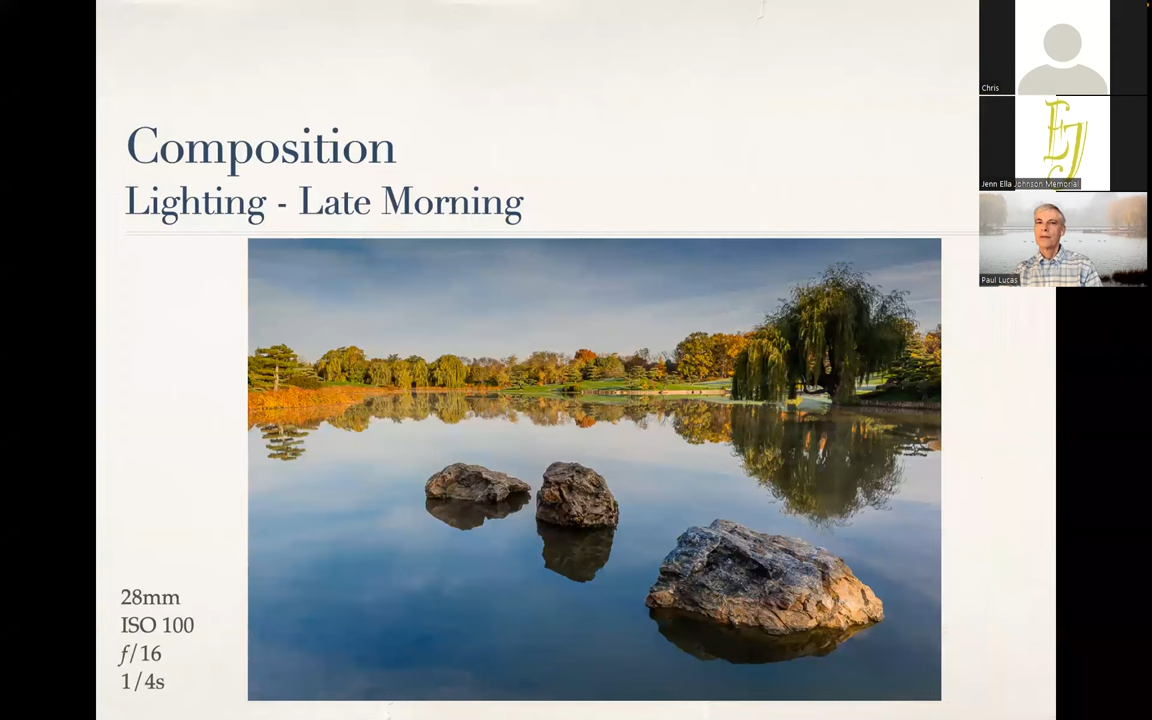 Composition
Lighting - Late Morning
28mm
ISO 100
f/16
1/4s
Chris
EJ
Jenn Ella Johnson Memorial
Paul Lucas